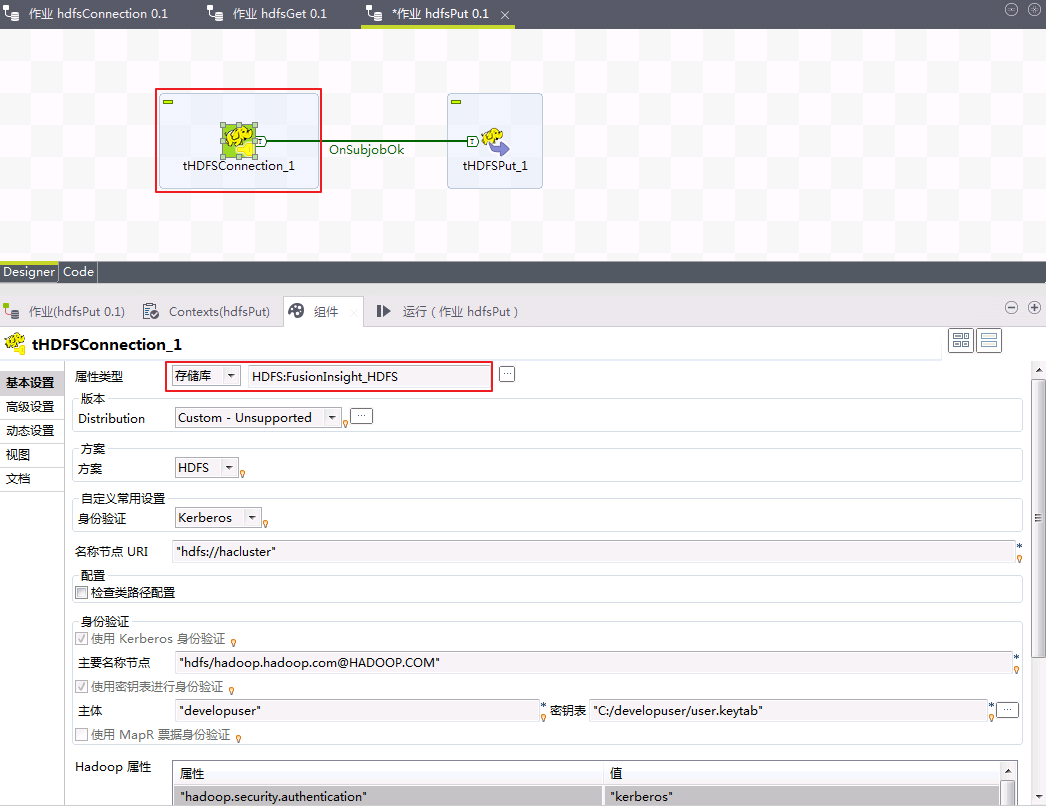 作业 hdfsConnection 0.1 作业 hdfsGet 0.1 *作业 hdfsPut 0.1
OnSubjobOk
tHDFSConnection_1 tHDFSPut_1
Designer Code
作业(hdfsPut 0.1) Contexts(hdfsPut) 组件 运行 ( 作业 hdfsPut )
tHDFSConnection_1
基本设置
高级设置
动态设置
视图
文档
属性类型 存储库 HDFS:FusionInsight_HDFS
版本
Distribution Custom - Unsupported
方案
方案 HDFS
自定义常用设置
身份验证 Kerberos
名称节点 URI "hdfs://hacluster" *
配置
检查类路径配置
身份验证
使用 Kerberos 身份验证
主要名称节点 "hdfs/hadoop.hadoop.com@HADOOP.COM" *
使用密钥表进行身份验证
主体 "developuser" * 密钥表 "C:/developuser/user.keytab" *
使用 MapR 票据身份验证
Hadoop 属性 属性 值
"hadoop.security.authentication" "kerberos"